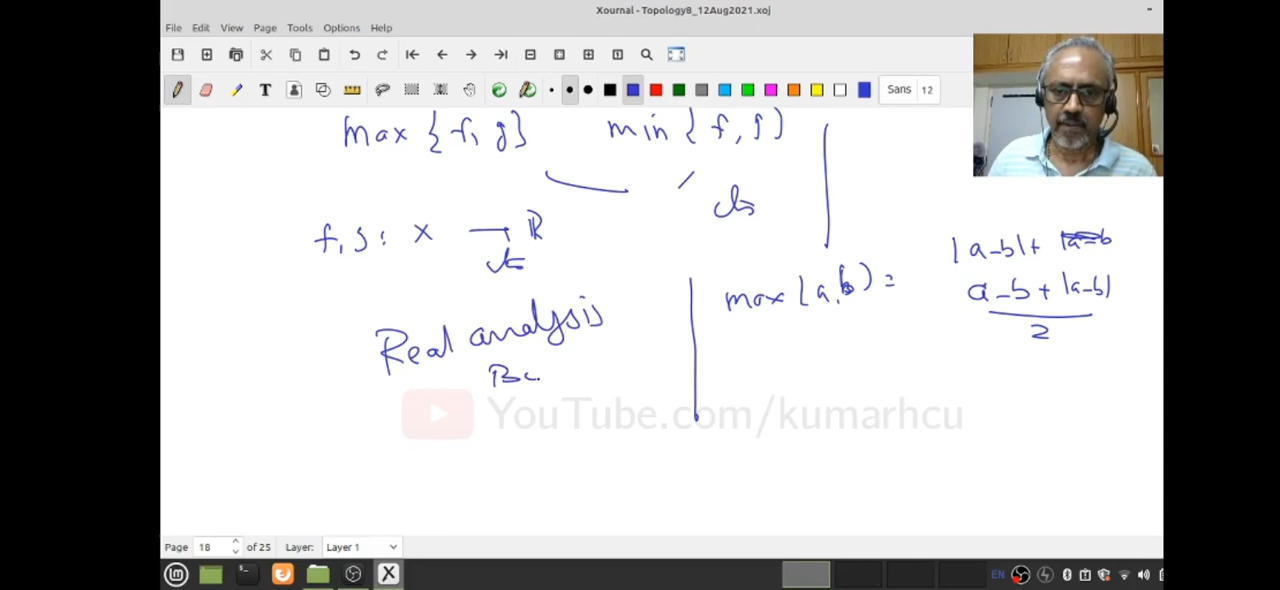 Xournal - Topology8_12Aug2021.xoj
File Edit View Page Tools Options Help
Sans 12
max { f, g } min { f, g }
cts
f, g : X → ℝ
cts
|a-b| +
max (a, b) = a - b + |a-b|
2
Real analysis
YouTube.com/kumarhcu
Page 18 of 25 Layer: Layer 1
EN